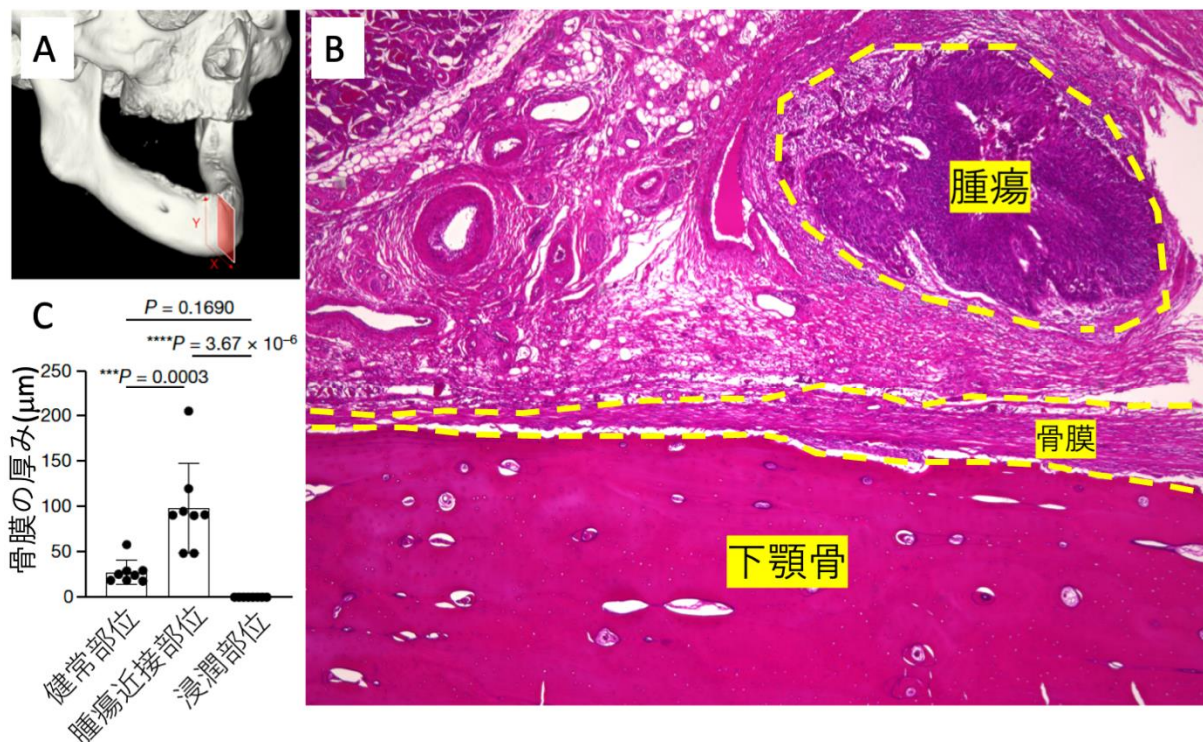 A
Y
X
B
腫瘍
骨膜
下顎骨
C
P = 0.1690
****P = 3.67 × 10⁻⁶
***P = 0.0003
骨膜の厚み(μm)
250
200
150
100
50
0
健常部位
腫瘍近接部位
浸潤部位